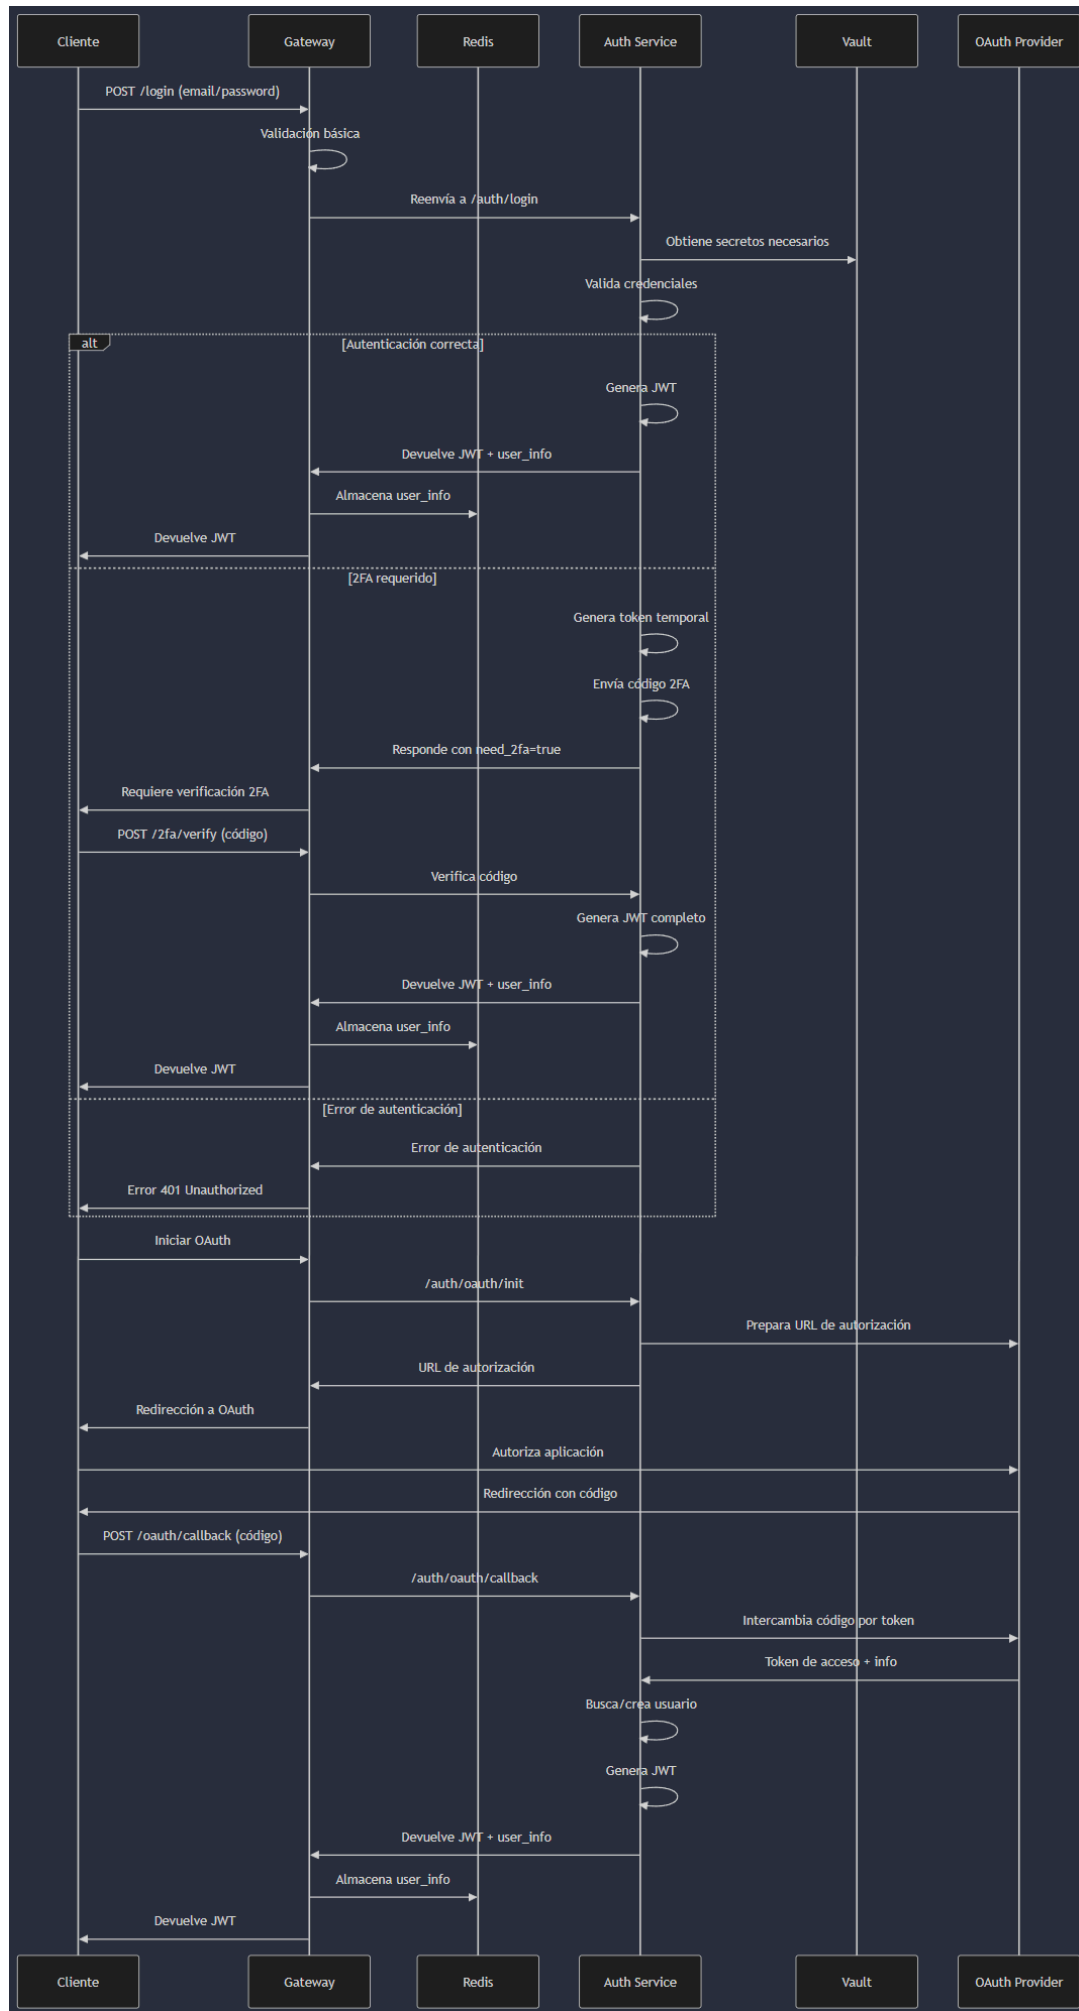 Cliente
Gateway
Redis
Auth Service
Vault
OAuth Provider
POST /login (email/password)
Validación básica
Reenvía a /auth/login
Obtiene secretos necesarios
Valida credenciales
alt
[Autenticación correcta]
Genera JWT
Devuelve JWT + user_info
Almacena user_info
Devuelve JWT
[2FA requerido]
Genera token temporal
Envía código 2FA
Responde con need_2fa=true
Requiere verificación 2FA
POST /2fa/verify (código)
Verifica código
Genera JWT completo
Devuelve JWT + user_info
Almacena user_info
Devuelve JWT
[Error de autenticación]
Error de autenticación
Error 401 Unauthorized
Iniciar OAuth
/auth/oauth/init
Prepara URL de autorización
URL de autorización
Redirección a OAuth
Autoriza aplicación
Redirección con código
POST /oauth/callback (código)
/auth/oauth/callback
Intercambia código por token
Token de acceso + info
Busca/crea usuario
Genera JWT
Devuelve JWT + user_info
Almacena user_info
Devuelve JWT
Cliente
Gateway
Redis
Auth Service
Vault
OAuth Provider